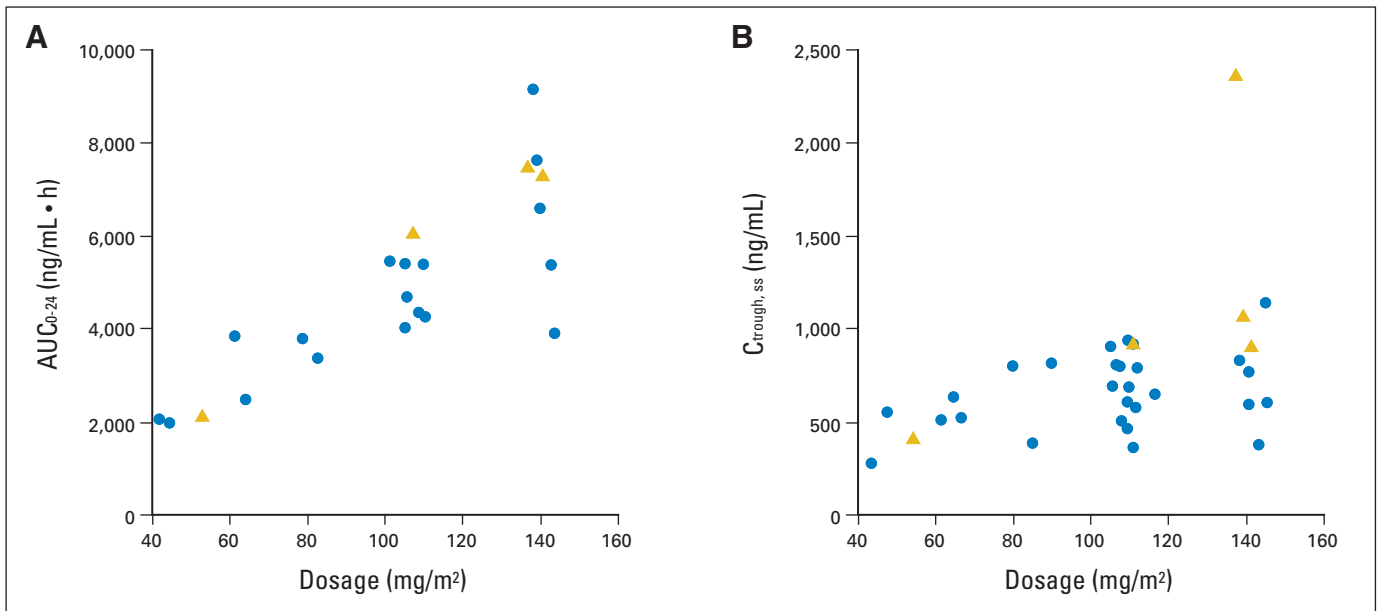 A
10,000
8,000
6,000
4,000
2,000
0
AUC0-24 (ng/mL • h)
40 60 80 100 120 140 160
Dosage (mg/m²)
B
2,500
2,000
1,500
1,000
500
0
Ctrough, ss (ng/mL)
40 60 80 100 120 140 160
Dosage (mg/m²)